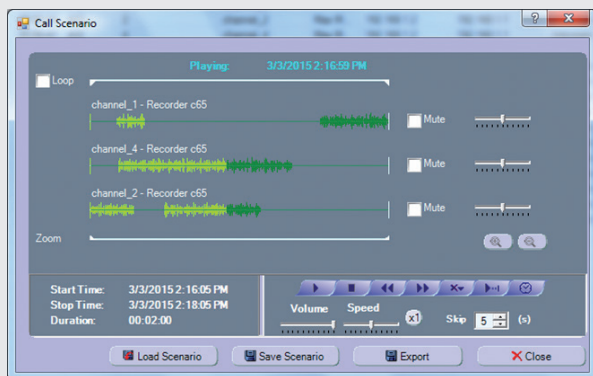 Call Scenario
Playing: 3/3/2015 2:16:59 PM
Loop
channel_1 - Recorder c65
Mute
channel_4 - Recorder c65
Mute
channel_2 - Recorder c65
Mute
Zoom
Start Time: 3/3/2015 2:16:05 PM
Stop Time: 3/3/2015 2:18:05 PM
Duration: 00:02:00
Volume Speed x1 Skip 5 (s)
Load Scenario Save Scenario Export Close